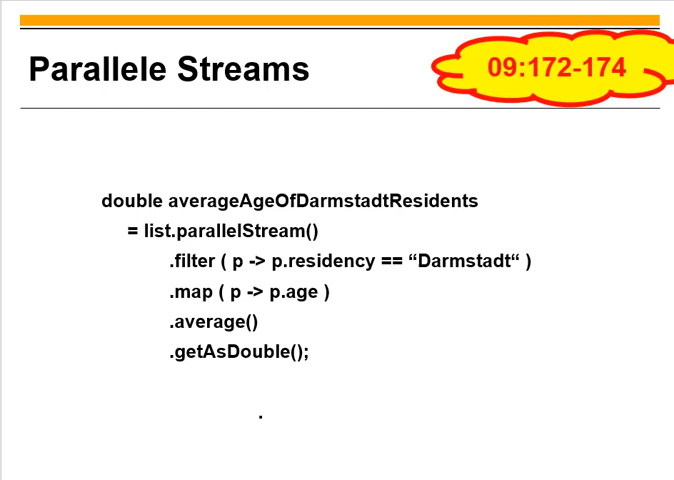 Parallele Streams
09:172-174
double averageAgeOfDarmstadtResidents
= list.parallelStream()
.filter ( p -> p.residency == “Darmstadt“ )
.map ( p -> p.age )
.average()
.getAsDouble();
.